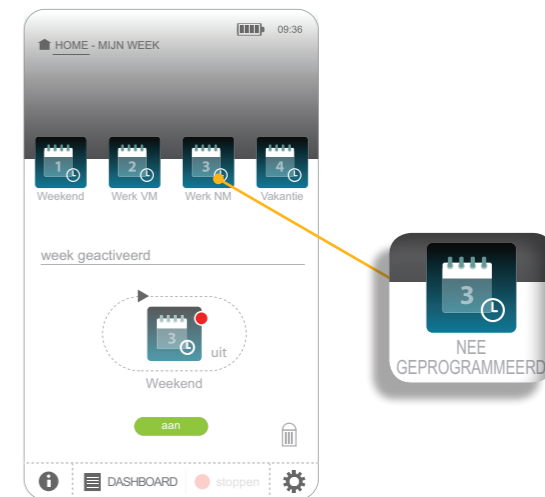 09:36
HOME - MIJN WEEK
1 2 3 4
Weekend Werk VM Werk NM Vakantie
week geactiveerd
3
uit
Weekend
aan
i DASHBOARD stoppen
3
NEE
GEPROGRAMMEERD